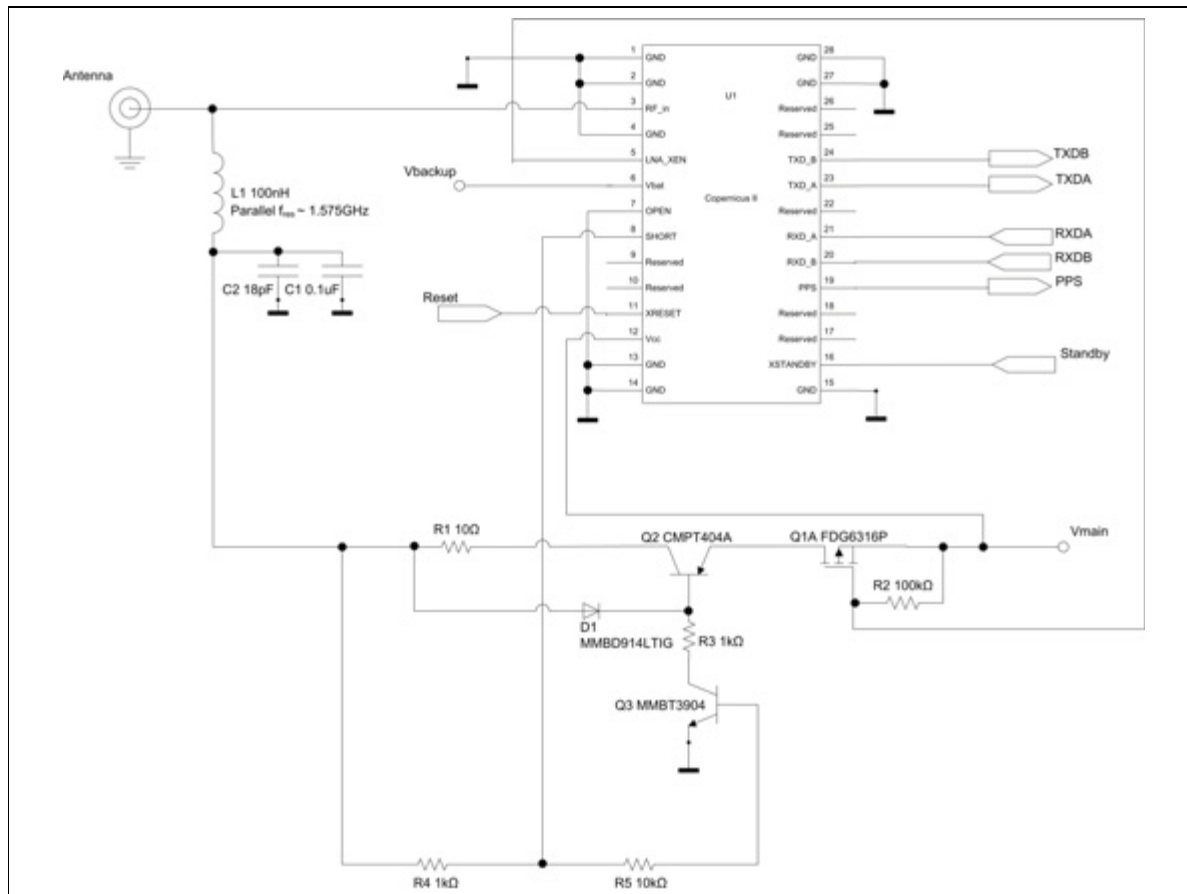 Antenna
L1 100nH
Parallel fres ~ 1.575GHz
C2 18pF
C1 0.1uF
Vbackup
Reset
U1
Copernicus II
1 GND
2 GND
3 RF_in
4 GND
5 LNA_XEN
6 Vbat
7 OPEN
8 SHORT
9 Reserved
10 Reserved
11 XRESET
12 Vcc
13 GND
14 GND
GND 28
GND 27
Reserved 26
Reserved 25
TXD_B 24
TXD_A 23
Reserved 22
RXD_A 21
RXD_B 20
PPS 19
Reserved 18
Reserved 17
XSTANDBY 16
GND 15
TXDB
TXDA
RXDA
RXDB
PPS
Standby
R1 10Ω
Q2 CMPT404A
Q1A FDG6316P
Vmain
R2 100kΩ
D1
MMBD914LTIG
R3 1kΩ
Q3 MMBT3904
R4 1kΩ
R5 10kΩ